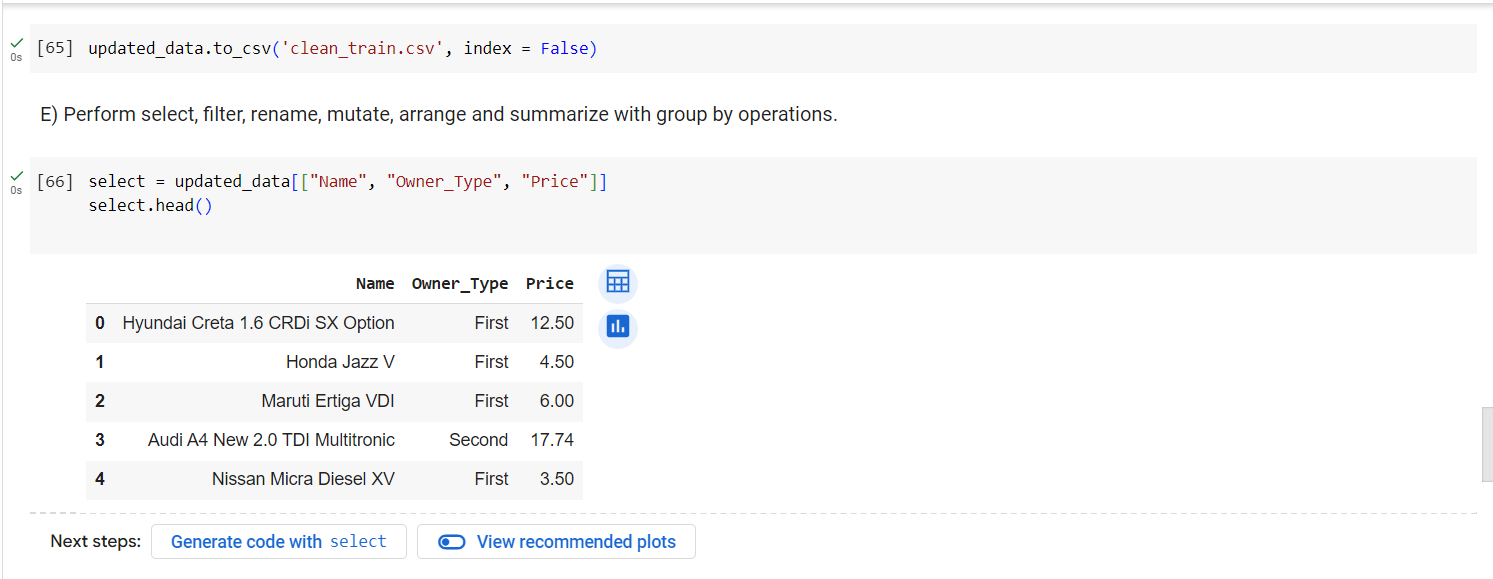 [65] updated_data.to_csv('clean_train.csv', index = False)
0s
E) Perform select, filter, rename, mutate, arrange and summarize with group by operations.
[66] select = updated_data[["Name", "Owner_Type", "Price"]]
0s
select.head()
Name Owner_Type Price
0 Hyundai Creta 1.6 CRDi SX Option First 12.50
1 Honda Jazz V First 4.50
2 Maruti Ertiga VDI First 6.00
3 Audi A4 New 2.0 TDI Multitronic Second 17.74
4 Nissan Micra Diesel XV First 3.50
Next steps: Generate code with select View recommended plots